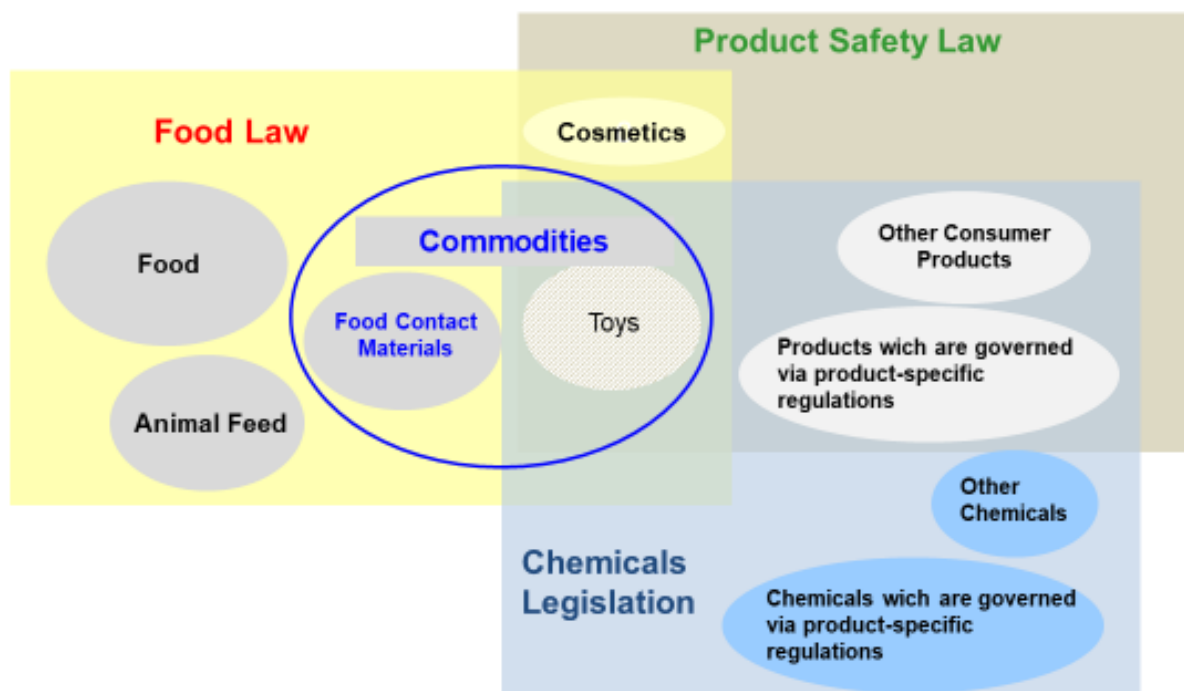 Product Safety Law
Food Law
Cosmetics
Commodities
Other Consumer
Products
Food
Food Contact
Materials
Toys
Products wich are governed
via product-specific
regulations
Animal Feed
Other
Chemicals
Chemicals
Legislation
Chemicals wich are governed
via product-specific
regulations